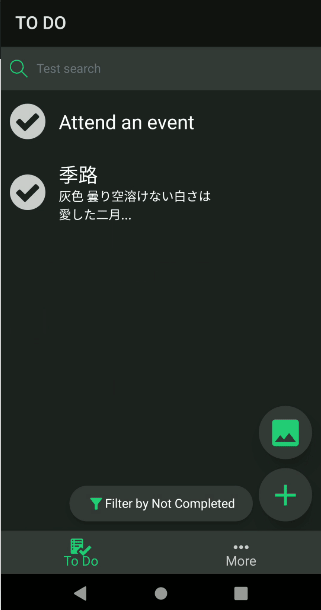 TO DO
Test search
Attend an event
季路
灰色 曇り空溶けない白さは
愛した二月...
Filter by Not Completed
To Do
More